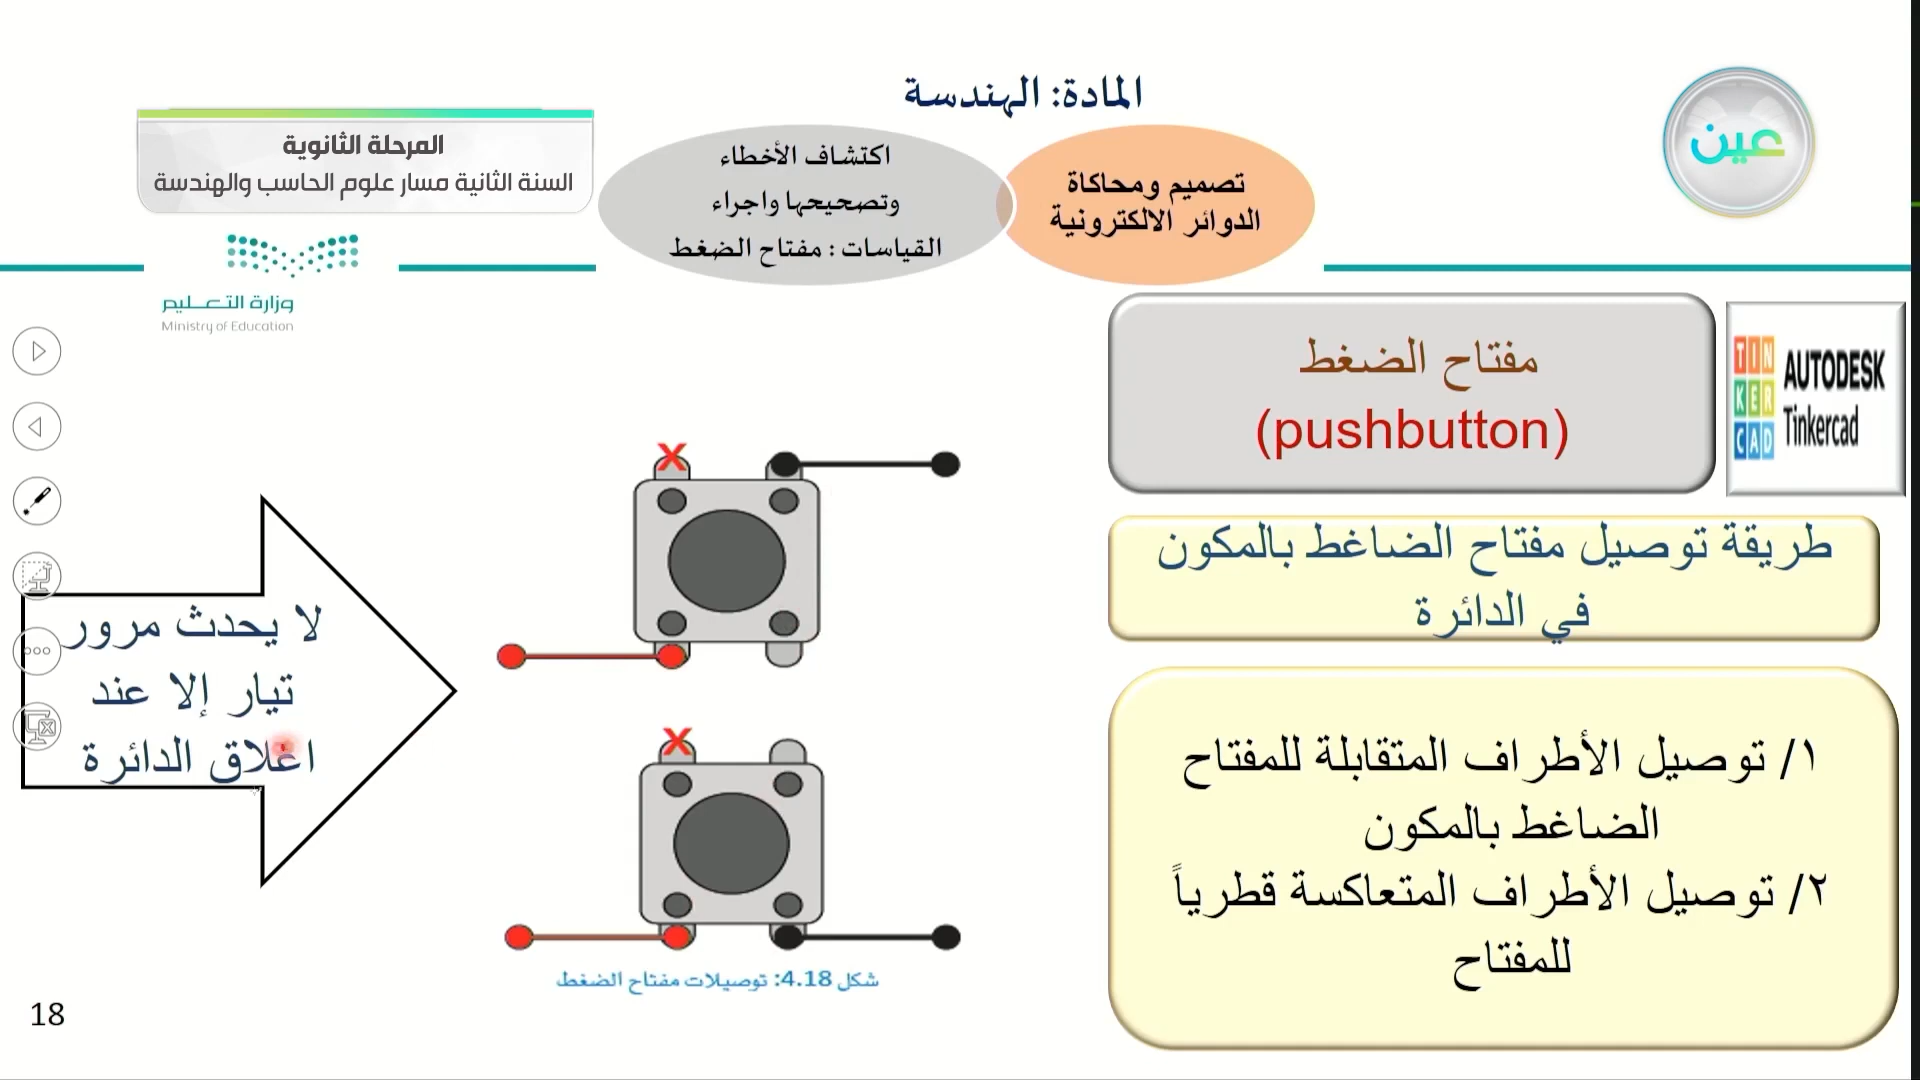 المادة: الهندسة
عين
تصميم ومحاكاة
الدوائر الالكترونية
اكتشاف الأخطاء
وتصحيحها واجراء
القياسات : مفتاح الضغط
المرحلة الثانوية
السنة الثانية مسار علوم الحاسب والهندسة
وزارة التعليم
Ministry of Education
TIN
KER
CAD
AUTODESK
Tinkercad
مفتاح الضغط
(pushbutton)
طريقة توصيل مفتاح الضاغط بالمكون
في الدائرة
١/ توصيل الأطراف المتقابلة للمفتاح
الضاغط بالمكون
٢/ توصيل الأطراف المتعاكسة قطرياً
للمفتاح
X
X
شكل 4.18: توصيلات مفتاح الضغط
لا يحدث مرور
تيار إلا عند
اغلاق الدائرة
18